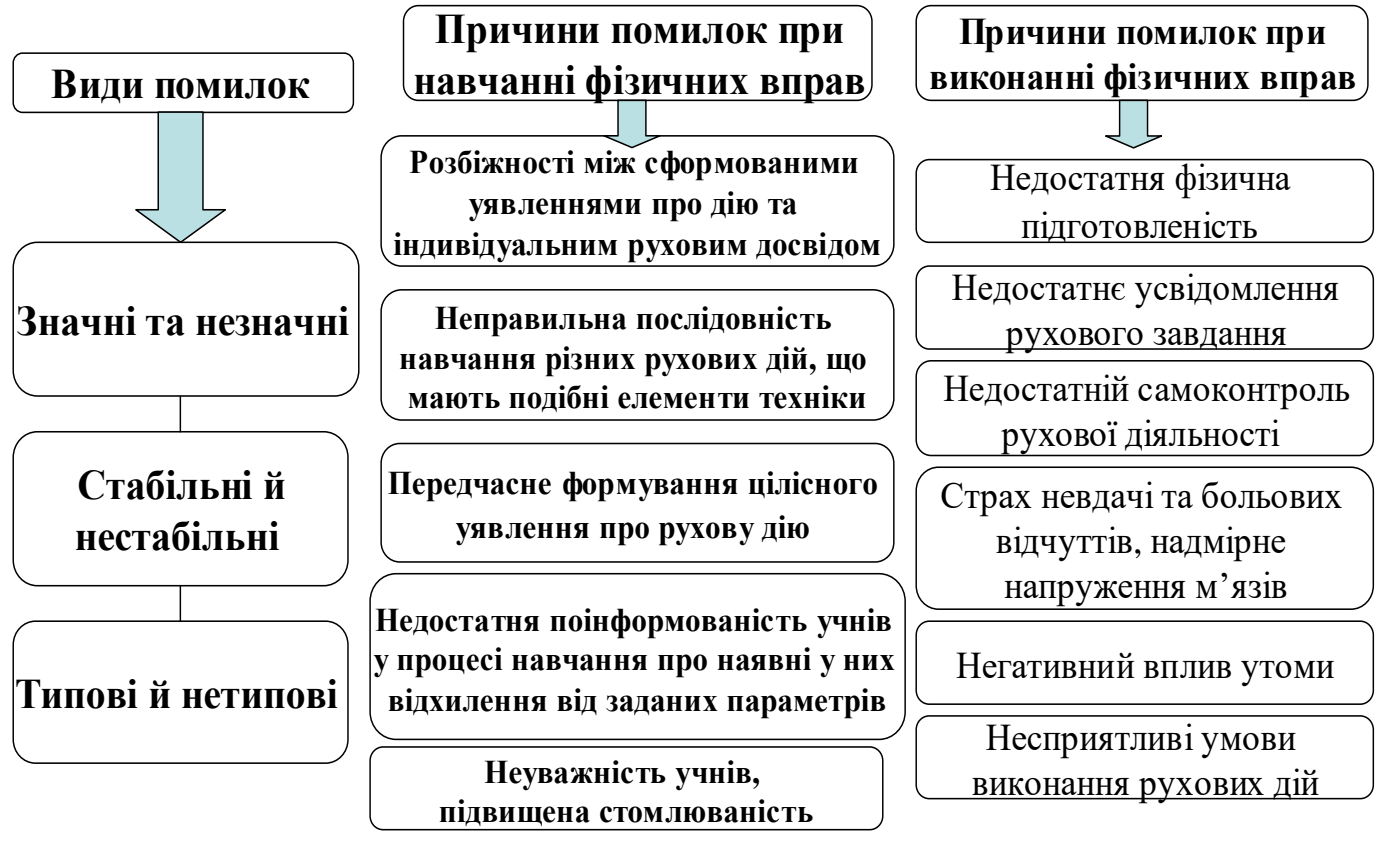 Види помилок
Значні та незначні
Стабільні й
нестабільні
Типові й нетипові
Причини помилок при
навчанні фізичних вправ
Розбіжності між сформованими
уявленнями про дію та
індивідуальним руховим досвідом
Неправильна послідовність
навчання різних рухових дій, що
мають подібні елементи техніки
Передчасне формування цілісного
уявлення про рухову дію
Недостатня поінформованість учнів
у процесі навчання про наявні у них
відхилення від заданих параметрів
Неуважність учнів,
підвищена стомлюваність
Причини помилок при
виконанні фізичних вправ
Недостатня фізична
підготовленість
Недостатнє усвідомлення
рухового завдання
Недостатній самоконтроль
рухової діяльності
Страх невдачі та больових
відчуттів, надмірне
напруження м’язів
Негативний вплив утоми
Несприятливі умови
виконання рухових дій